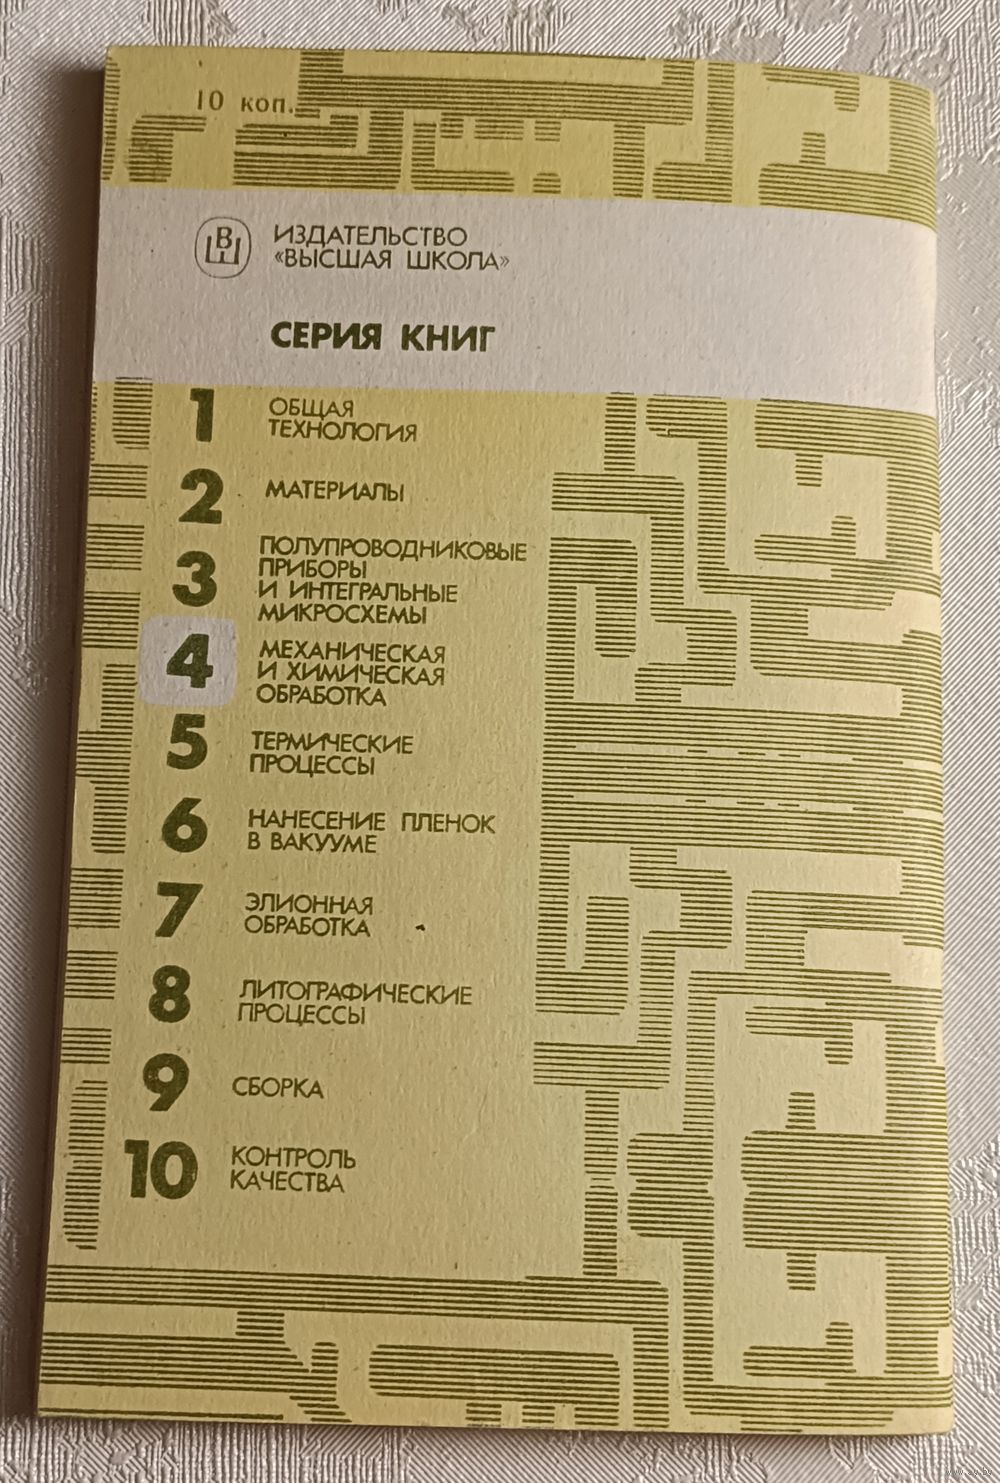 10 коп.
ВШ
ИЗДАТЕЛЬСТВО
«ВЫСШАЯ ШКОЛА»
СЕРИЯ КНИГ
1 ОБЩАЯ
ТЕХНОЛОГИЯ
2 МАТЕРИАЛЫ
3 ПОЛУПРОВОДНИКОВЫЕ
ПРИБОРЫ
И ИНТЕГРАЛЬНЫЕ
МИКРОСХЕМЫ
4 МЕХАНИЧЕСКАЯ
И ХИМИЧЕСКАЯ
ОБРАБОТКА
5 ТЕРМИЧЕСКИЕ
ПРОЦЕССЫ
6 НАНЕСЕНИЕ ПЛЕНОК
В ВАКУУМЕ
7 ЭЛИОННАЯ
ОБРАБОТКА
8 ЛИТОГРАФИЧЕСКИЕ
ПРОЦЕССЫ
9 СБОРКА
10 КОНТРОЛЬ
КАЧЕСТВА